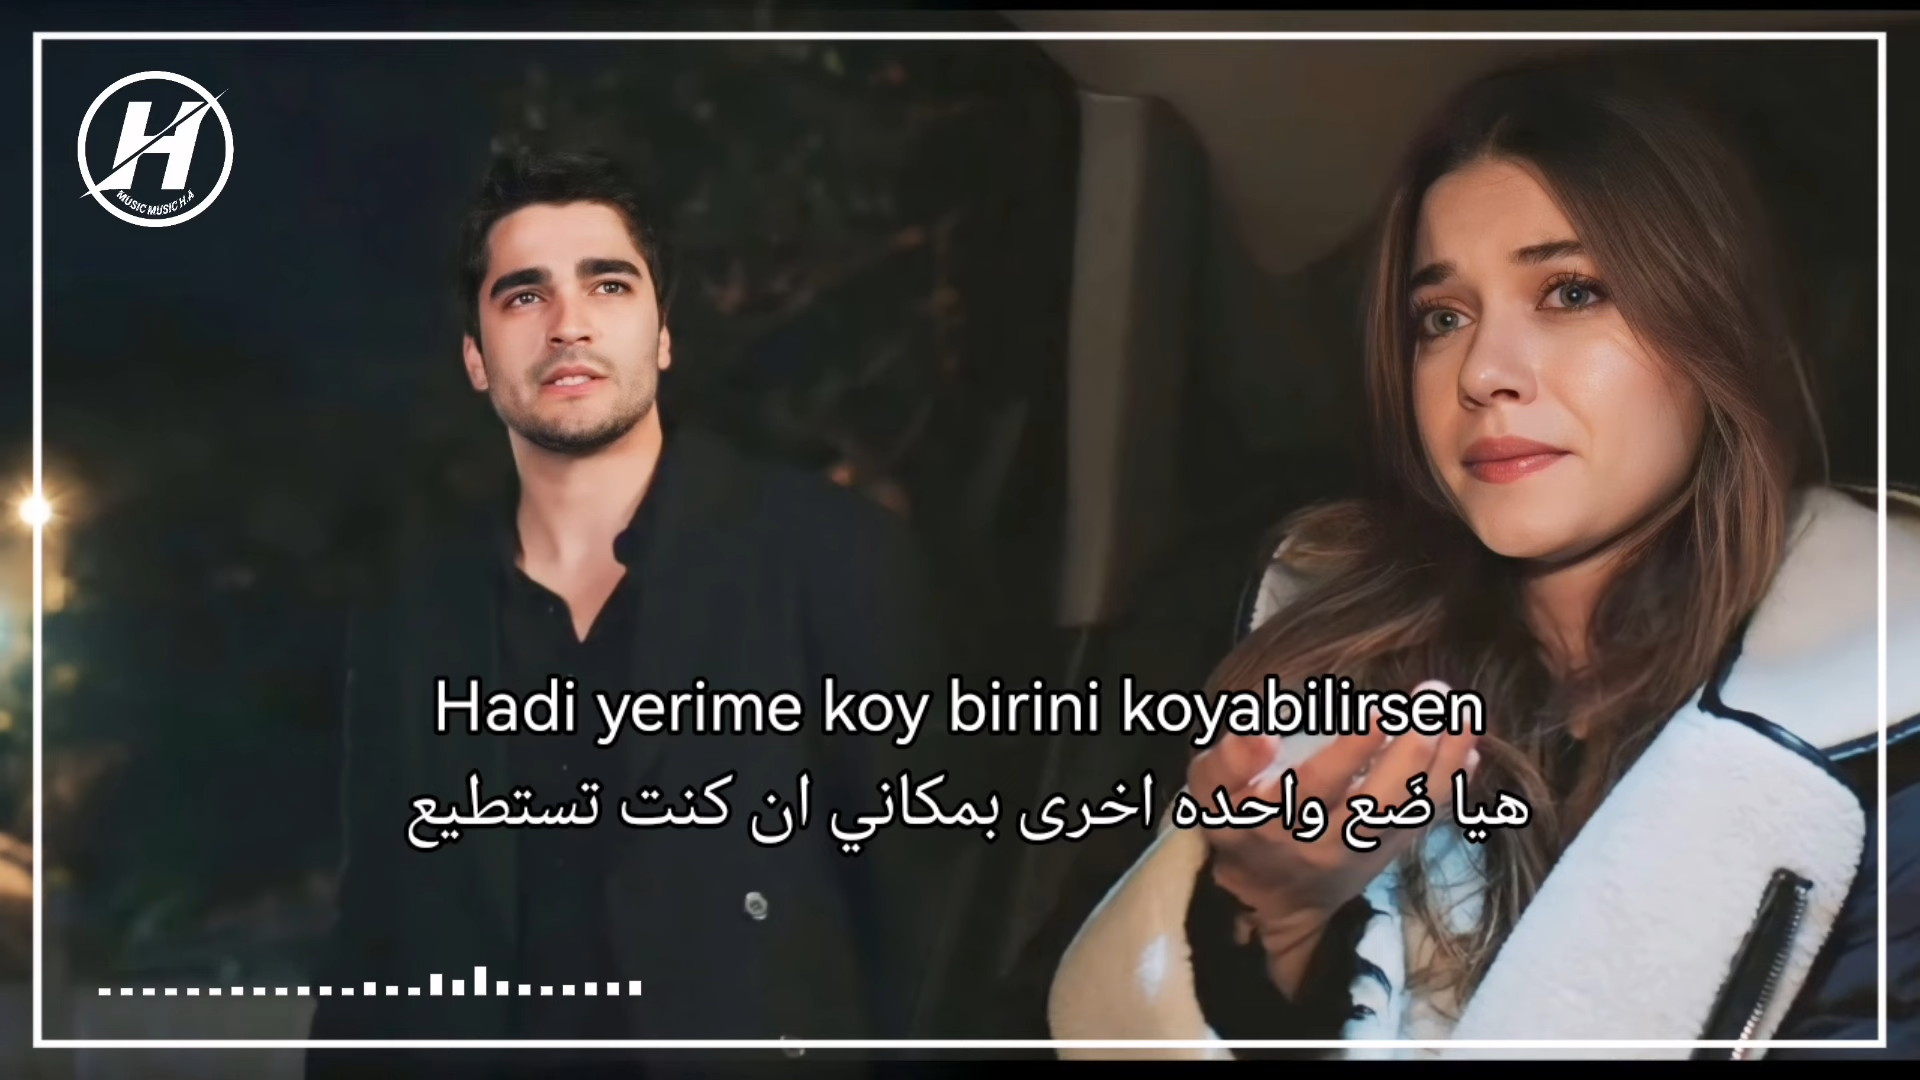 H
MUSIC MUSIC H.A
Hadi yerime koy birini koyabilirsen
هيا ضَع واحده اخرى بمكاني ان كنت تستطيع